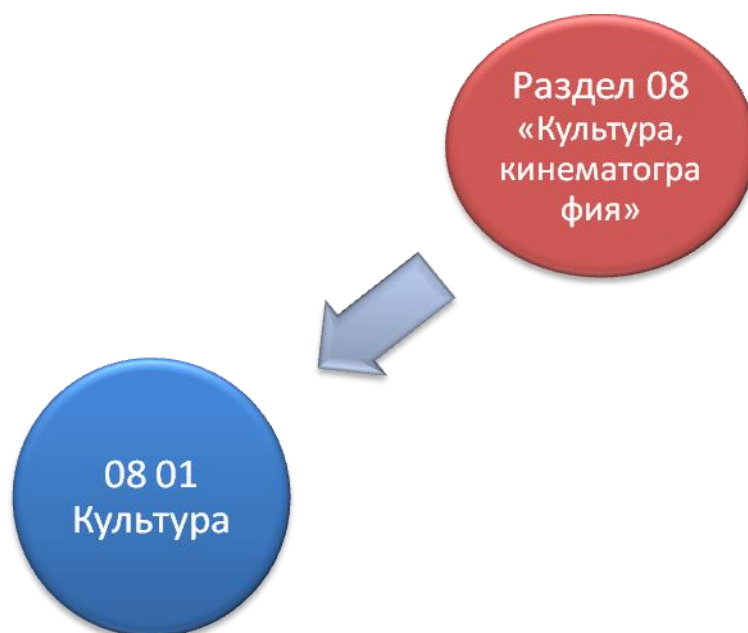 Раздел 08
«Культура,
кинематогра
фия»
08 01
Культура